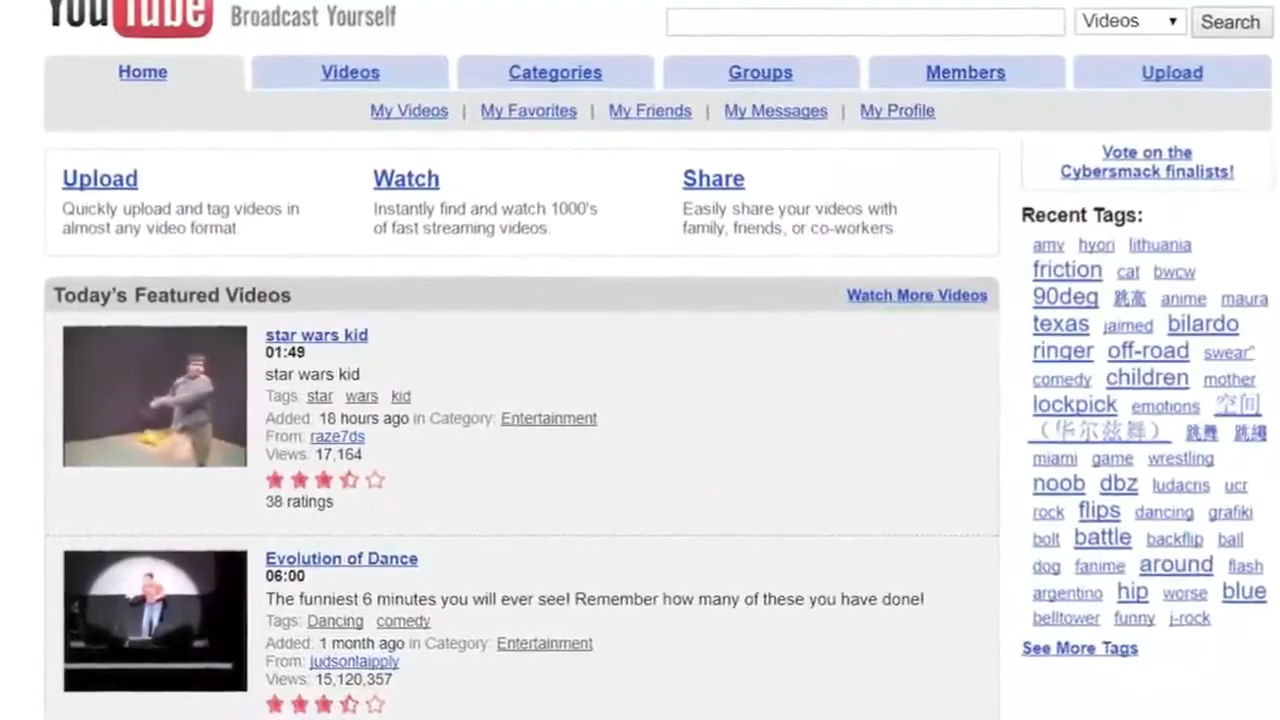 YouTube Broadcast Yourself
Videos Search
Home Videos Categories Groups Members Upload
My Videos | My Favorites | My Friends | My Messages | My Profile
Upload
Quickly upload and tag videos in
almost any video format
Watch
Instantly find and watch 1000's
of fast streaming videos.
Share
Easily share your videos with
family, friends, or co-workers
Today's Featured Videos Watch More Videos
star wars kid
01:49
star wars kid
Tags: star wars kid
Added: 18 hours ago in Category: Entertainment
From: raze7ds
Views: 17,164
38 ratings
Evolution of Dance
06:00
The funniest 6 minutes you will ever see! Remember how many of these you have done!
Tags: Dancing comedy
Added: 1 month ago in Category: Entertainment
From: judsonlaipply
Views: 15,120,357
Vote on the
Cybersmack finalists!
Recent Tags:
amv hyori lithuania
friction cat bwcw
90deg 跳高 anime maura
texas jaimed bilardo
ringer off-road swear"
comedy children mother
lockpick emotions 空间
（华尔兹舞） 跳舞 跳繩
miami game wrestling
noob dbz ludacris ucr
rock flips dancing grafiki
bolt battle backflip ball
dog fanime around flash
argentino hip worse blue
belltower funny j-rock
See More Tags